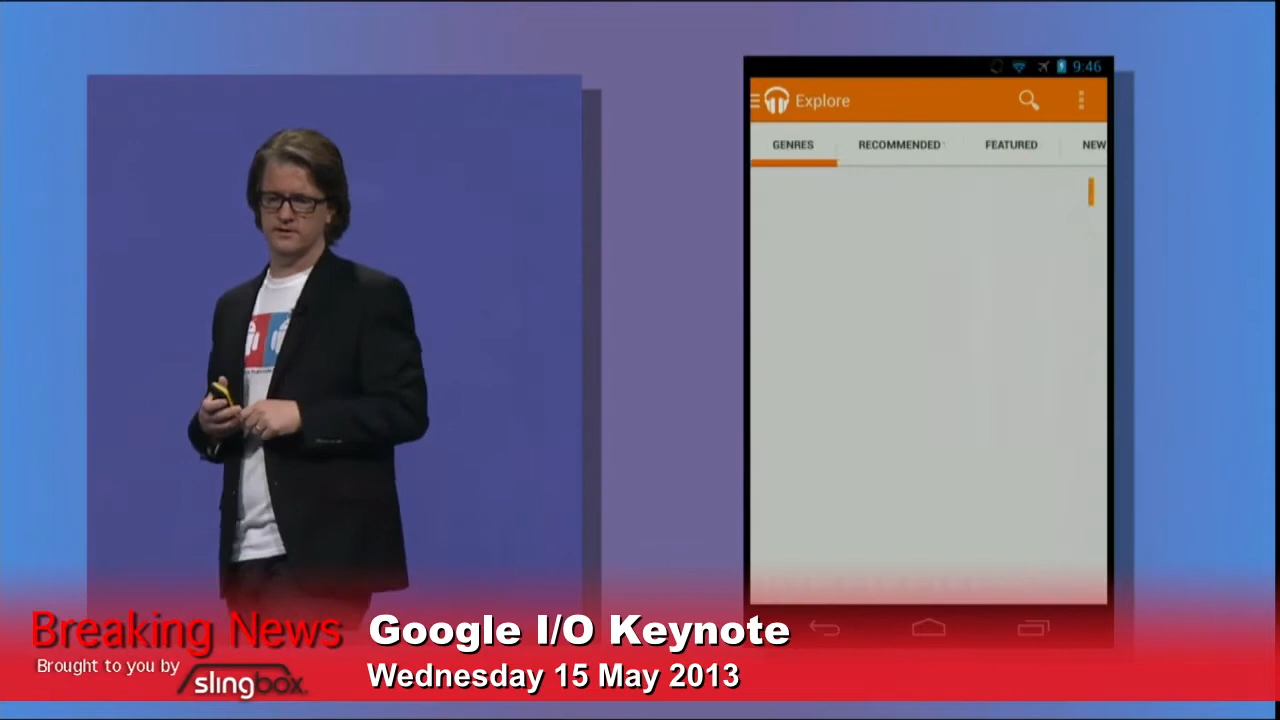 9:46
Explore
GENRES RECOMMENDED FEATURED NEW
Breaking News
Brought to you by
slingbox
Google I/O Keynote
Wednesday 15 May 2013